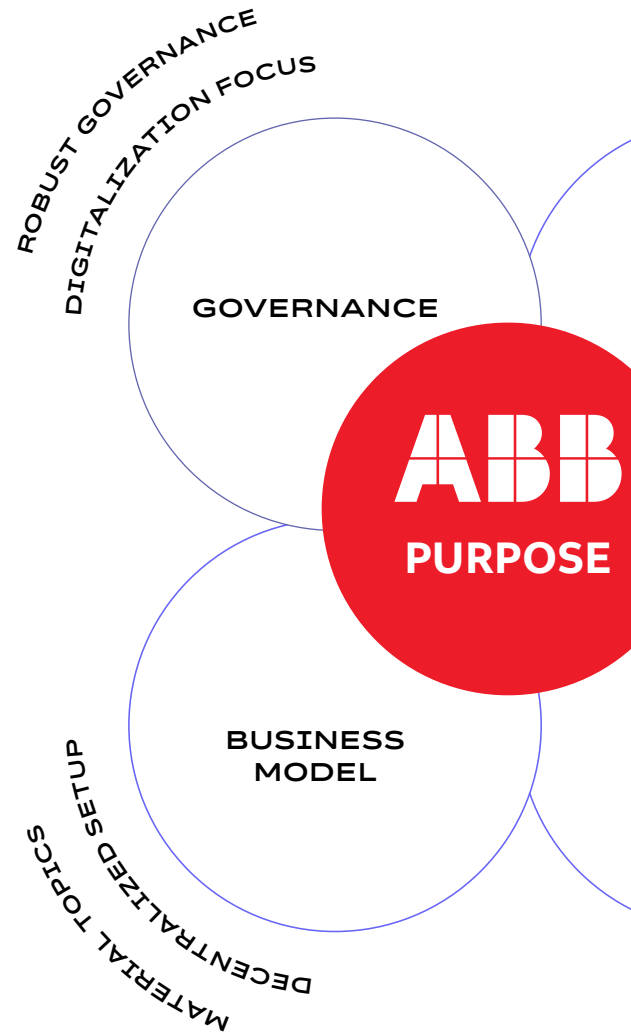 ROBUST GOVERNANCE
DIGITALIZATION FOCUS
GOVERNANCE
ABB
PURPOSE
BUSINESS
MODEL
DECENTRALIZED SETUP
MATERIAL TOPICS